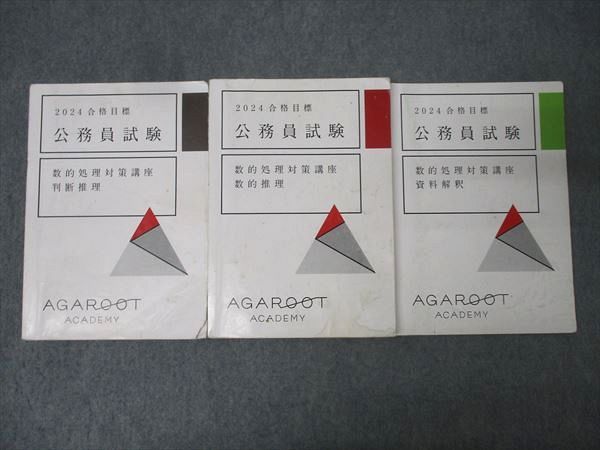 2024合格目標
公務員試験
数的処理対策講座
判断推理
AGAROOT
ACADEMY
2024合格目標
公務員試験
数的処理対策講座
数的推理
AGAROOT
ACADEMY
2024合格目標
公務員試験
数的処理対策講座
資料解釈
AGAROOT
ACADEMY